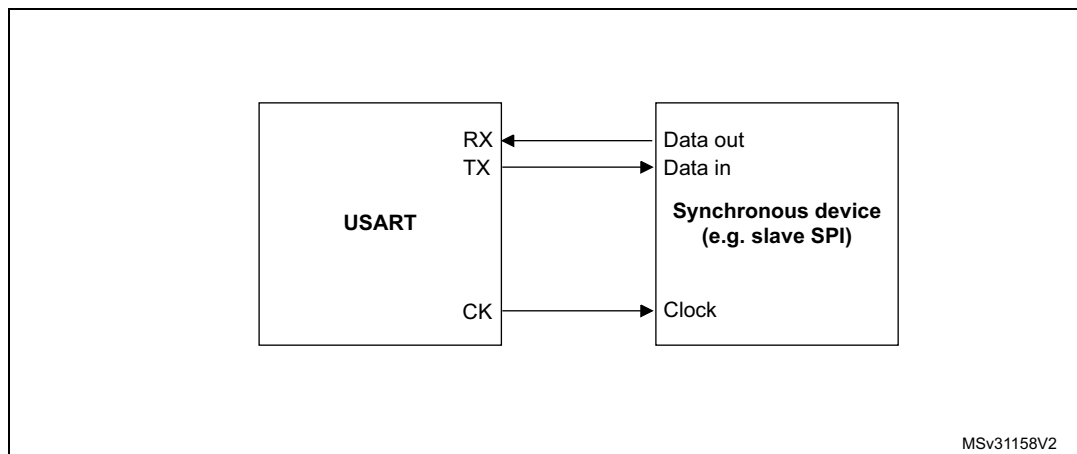 RX
Data out
TX
Data in
USART
Synchronous device
(e.g. slave SPI)
CK
Clock
MSv31158V2